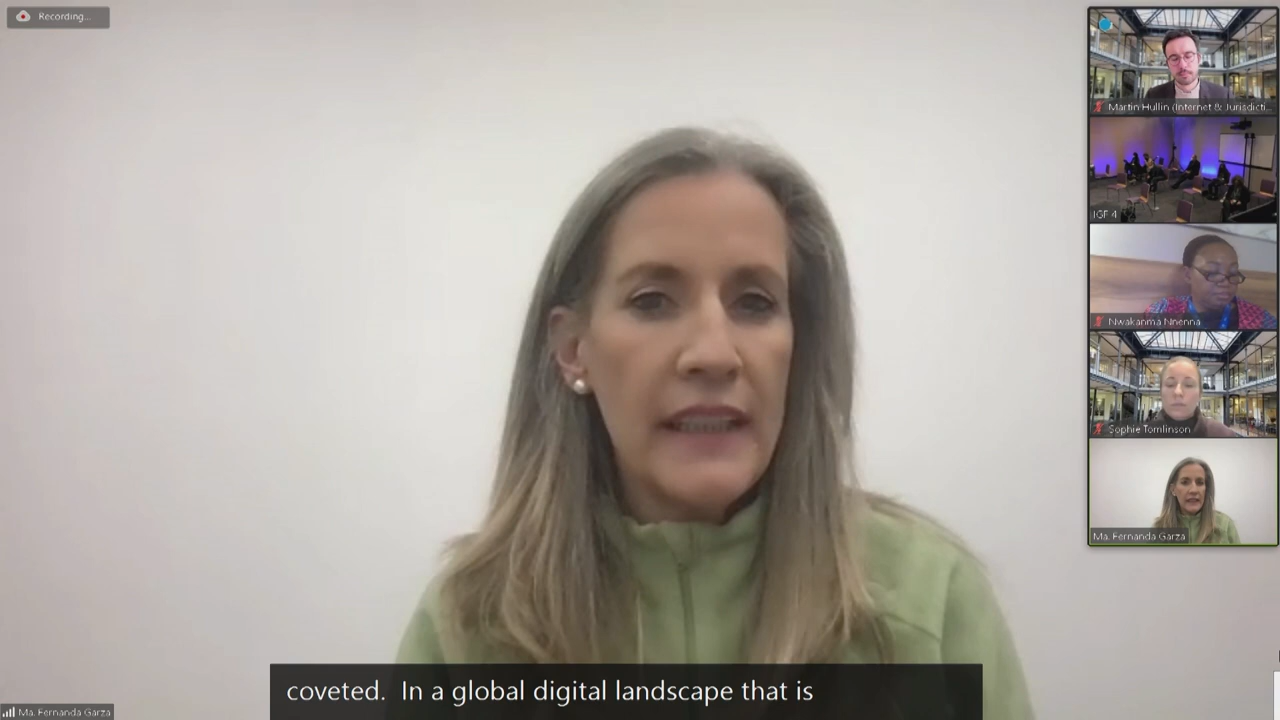 Recording...
Martin Hullin (Internet & Jurisdicti...
IGF 4
Nwakanma Nnenna
Sophie Tomlinson
Ma. Fernanda Garza
coveted. In a global digital landscape that is
Ma. Fernanda Garza